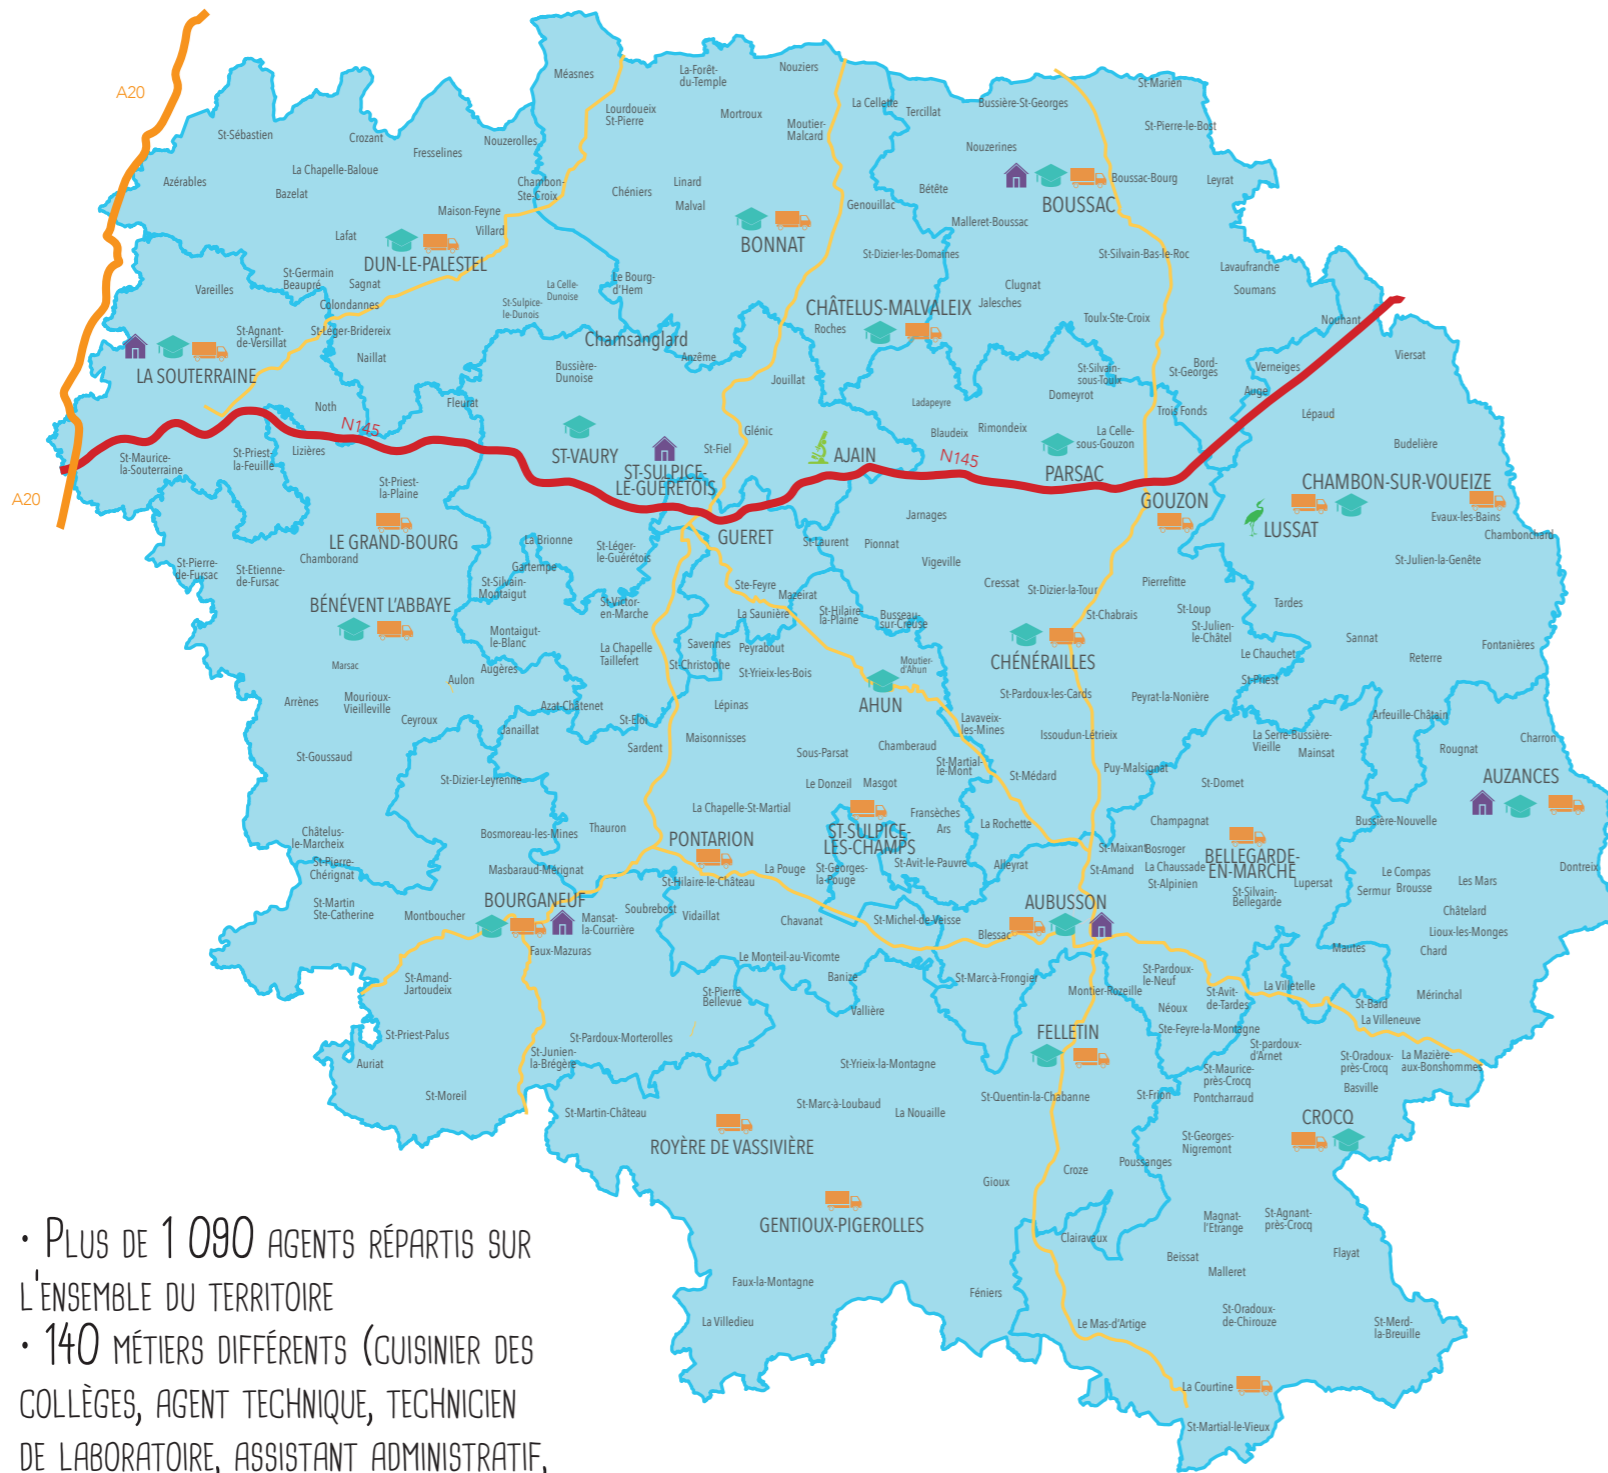 A20
Méasnes
La-Forêt-
du-Temple
Nouziers
St-Marien
Lourdoueix
St-Pierre
Mortroux
La Cellette
Tercillat
Bussière-St-Georges
St-Sébastien
Crozant
Fresselines
Nouzerolles
Moutier-
Malcard
St-Pierre-le-Bost
Nouzerines
Azérables
La Chapelle-Baloue
Bazelat
Chambon-
Ste-Croix
Chéniers
Linard
Malval
Bétête
Boussac-Bourg
Leyrat
Maison-Feyne
Villard
Genouillac
BOUSSAC
Malleret-Boussac
Lafat
DUN-LE-PALESTEL
BONNAT
St-Dizier-les-Domaines
St-Silvain-Bas-le-Roc
Lavaufranche
Soumans
Vareilles
St-Germain
Beaupré
Sagnat
Colondannes
La Celle-
Dunoise
Le Bourg-
d'Hem
St-Sulpice-
le-Dunois
CHÂTELUS-MALVALEIX
Clugnat
Jalesches
St-Agnant-
de-Versillat
St-Léger-Bridereix
Naillat
Chamsanglard
Roches
Toulx-Ste-Croix
Nouhant
LA SOUTERRAINE
Bussière-
Dunoise
Anzême
Jouillat
St-Silvain-
sous-Toulx
Bord-
St-Georges
Verneiges
Viersat
Noth
Fleurat
Ladapeyre
Domeyrot
Auge
Lépaud
N145
Trois Fonds
Glénic
Blaudeix
Rimondeix
La Celle-
sous-Gouzon
Budelière
St-Maurice-
la-Souterraine
St-Priest-
la-Feuille
Lizières
ST-VAURY
St-Fiel
AJAIN
N145
PARSAC
St-Priest-
la-Plaine
ST-SULPICE-
LE-GUERETOIS
GOUZON
CHAMBON-SUR-VOUEIZE
A20
LE GRAND-BOURG
GUERET
Jarnages
LUSSAT
Evaux-les-Bains
Chambonchard
St-Pierre-
de-Fursac
St-Etienne-
de-Fursac
Chamborand
La Brionne
Gartempe
St-Léger-
le-Guérétois
St-Laurent
Pionnat
Vigeville
St-Julien-la-Genête
BÉNÉVENT L'ABBAYE
St-Silvain-
Montaigut
Ste-Feyre
Mazeirat
Cressat
St-Dizier-la-Tour
Pierrefitte
St-Victor-
en-Marche
La Saunière
St-Hilaire-
la-Plaine
Busseau-
sur-Creuse
St-Chabrais
St-Loup
Tardes
Montaigut-
le-Blanc
La Chapelle
Taillefert
Savennes
Peyrabout
CHÉNÉRAILLES
St-Julien-
le-Châtel
Sannat
Fontanières
Marsac
Aulon
Augères
St-Christophe
St-Yrieix-les-Bois
Moutier-
d'Ahun
Le Chauchet
Reterre
Arrènes
Mourioux-
Vieilleville
Ceyroux
Azat-Châtenet
Lépinas
AHUN
St-Pardoux-les-Cards
Peyrat-la-Nonière
St-Priest
Janaillat
St-Eloi
Sardent
Maisonnisses
Lavaveix-
les-Mines
Issoudun-Létrieix
Arfeuille-Châtain
St-Goussaud
Sous-Parsat
Chamberaud
La Serre-Bussière-
Vieille
Mainsat
Rougnat
Charron
St-Dizier-Leyrenne
Le Donzeil
Masgot
St-Martial-
le-Mont
St-Médard
Puy-Malsignat
St-Domet
AUZANCES
La Chapelle-St-Martial
Fransèches
Ars
La Rochette
Champagnat
Bussière-Nouvelle
Châtelus-
le-Marcheix
Bosmoreau-les-Mines
Thauron
PONTARION
ST-SULPICE-
LES-CHAMPS
St-Maixant
Bosroger
BELLEGARDE-
EN-MARCHE
St-Pierre-
Chérignat
Masbaraud-Mérignat
La Pouge
St-Georges-
la-Pouge
St-Avit-le-Pauvre
Alleyrat
St-Amand
La Chaussade
St-Alpinien
Lupersat
Le Compas
Sermur
Brousse
Les Mars
Dontreix
St-Hilaire-le-Château
St-Martin
Ste-Catherine
Montboucher
BOURGANEUF
Mansat-
la-Courrière
Soubrebost
Vidaillat
Chavanat
St-Michel-de-Veisse
AUBUSSON
St-Silvain-
Bellegarde
Châtelard
Lioux-les-Monges
Blessac
Faux-Mazuras
Le Monteil-au-Vicomte
Mautes
Chard
St-Amand-
Jartoudeix
Banize
St-Marc-à-Frongier
Montier-Rozeille
St-Pardoux-
le-Neuf
La Villetelle
Mérinchal
St-Pierre
Bellevue
Vallière
Néoux
St-Avit-
de-Tardes
St-Bard
La Villeneuve
St-Priest-Palus
St-Pardoux-Morterolles
FELLETIN
Ste-Feyre-la-Montagne
St-pardoux-
d'Arnet
Auriat
St-Junien-
la-Brégère
St-Yrieix-la-Montagne
St-Maurice-
près-Crocq
St-Oradoux-
près-Crocq
La Mazière-
aux-Bonshommes
St-Moreil
St-Martin-Château
St-Marc-à-Loubaud
La Nouaille
St-Quentin-la-Chabanne
St-Frion
Pontcharraud
Basville
CROCQ
ROYÈRE DE VASSIVIÈRE
St-Georges-
Nigremont
Poussanges
Croze
Gioux
GENTIOUX-PIGEROLLES
Clairavaux
Magnat-
l'Etrange
St-Agnant-
près-Crocq
Beissat
Malleret
Flayat
Faux-la-Montagne
Féniers
La Villedieu
Le Mas-d'Artige
St-Oradoux-
de-Chirouze
St-Merd-
la-Breuille
La Courtine
St-Martial-le-Vieux
• PLUS DE 1 090 AGENTS RÉPARTIS SUR
L'ENSEMBLE DU TERRITOIRE
• 140 MÉTIERS DIFFÉRENTS (CUISINIER DES
COLLÈGES, AGENT TECHNIQUE, TECHNICIEN
DE LABORATOIRE, ASSISTANT ADMINISTRATIF,